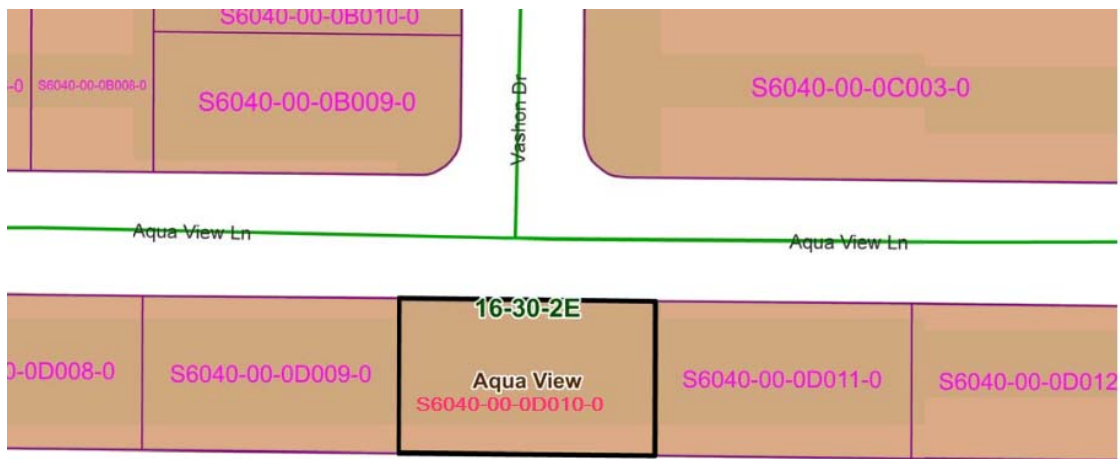 S6040-00-0B010-0
-0
S6040-00-0B008-0
S6040-00-0B009-0
Vashon Dr
S6040-00-0C003-0
Aqua View Ln
Aqua View Ln
16-30-2E
0-0D008-0
S6040-00-0D009-0
Aqua View
S6040-00-0D010-0
S6040-00-0D011-0
S6040-00-0D012